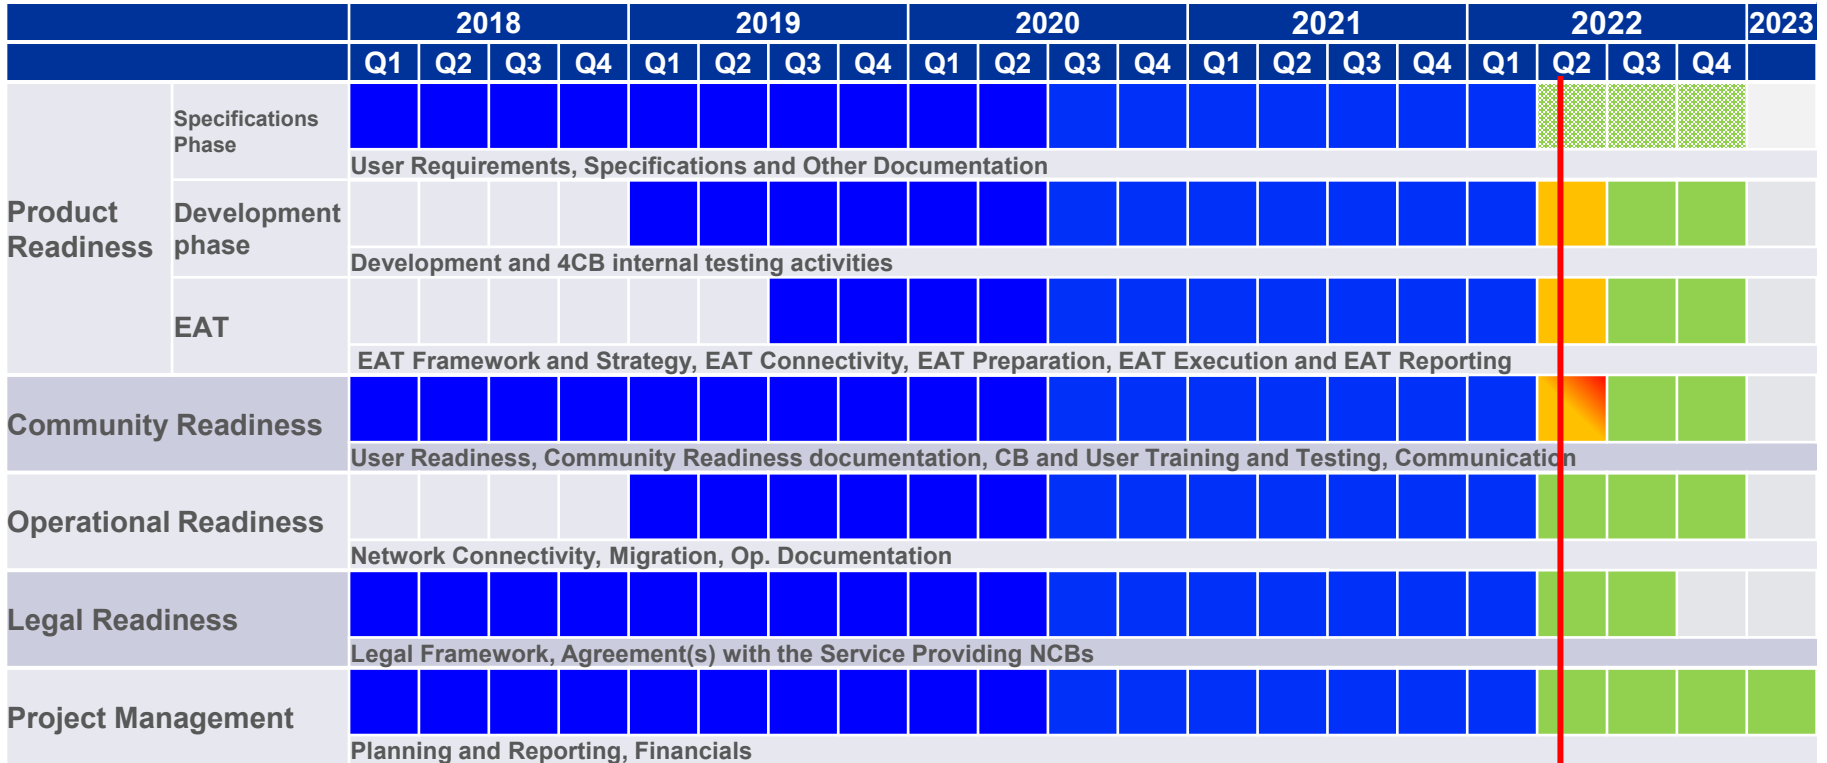 2018 2019 2020 2021 2022 2023
Q1 Q2 Q3 Q4 Q1 Q2 Q3 Q4 Q1 Q2 Q3 Q4 Q1 Q2 Q3 Q4 Q1 Q2 Q3 Q4
Product
Readiness
Specifications
Phase
User Requirements, Specifications and Other Documentation
Development
phase
Development and 4CB internal testing activities
EAT
EAT Framework and Strategy, EAT Connectivity, EAT Preparation, EAT Execution and EAT Reporting
Community Readiness
User Readiness, Community Readiness documentation, CB and User Training and Testing, Communication
Operational Readiness
Network Connectivity, Migration, Op. Documentation
Legal Readiness
Legal Framework, Agreement(s) with the Service Providing NCBs
Project Management
Planning and Reporting, Financials